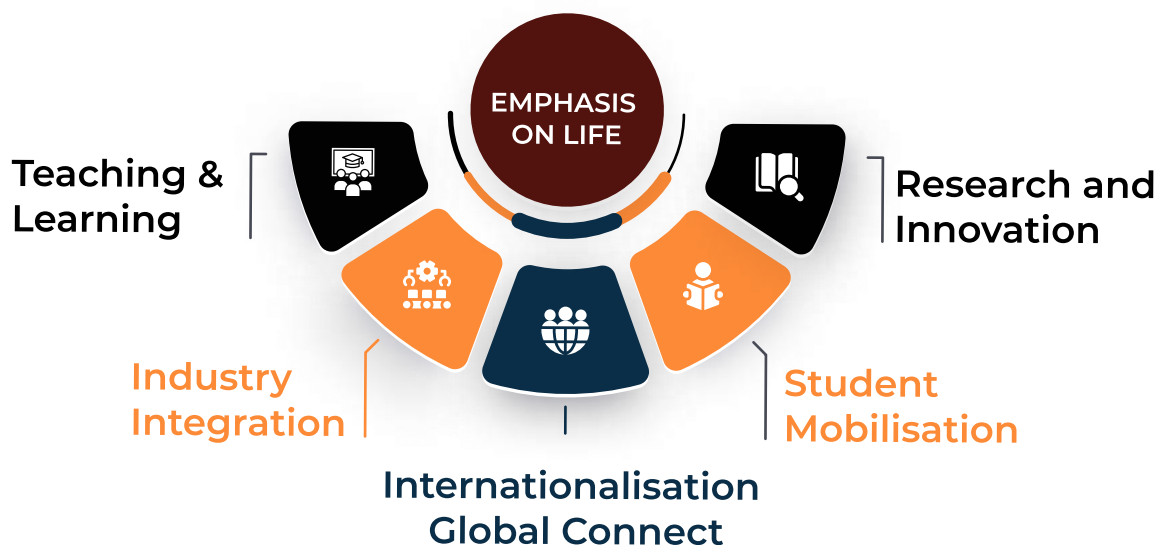 EMPHASIS
ON LIFE
Teaching &
Learning
Research and
Innovation
Industry
Integration
Student
Mobilisation
Internationalisation
Global Connect